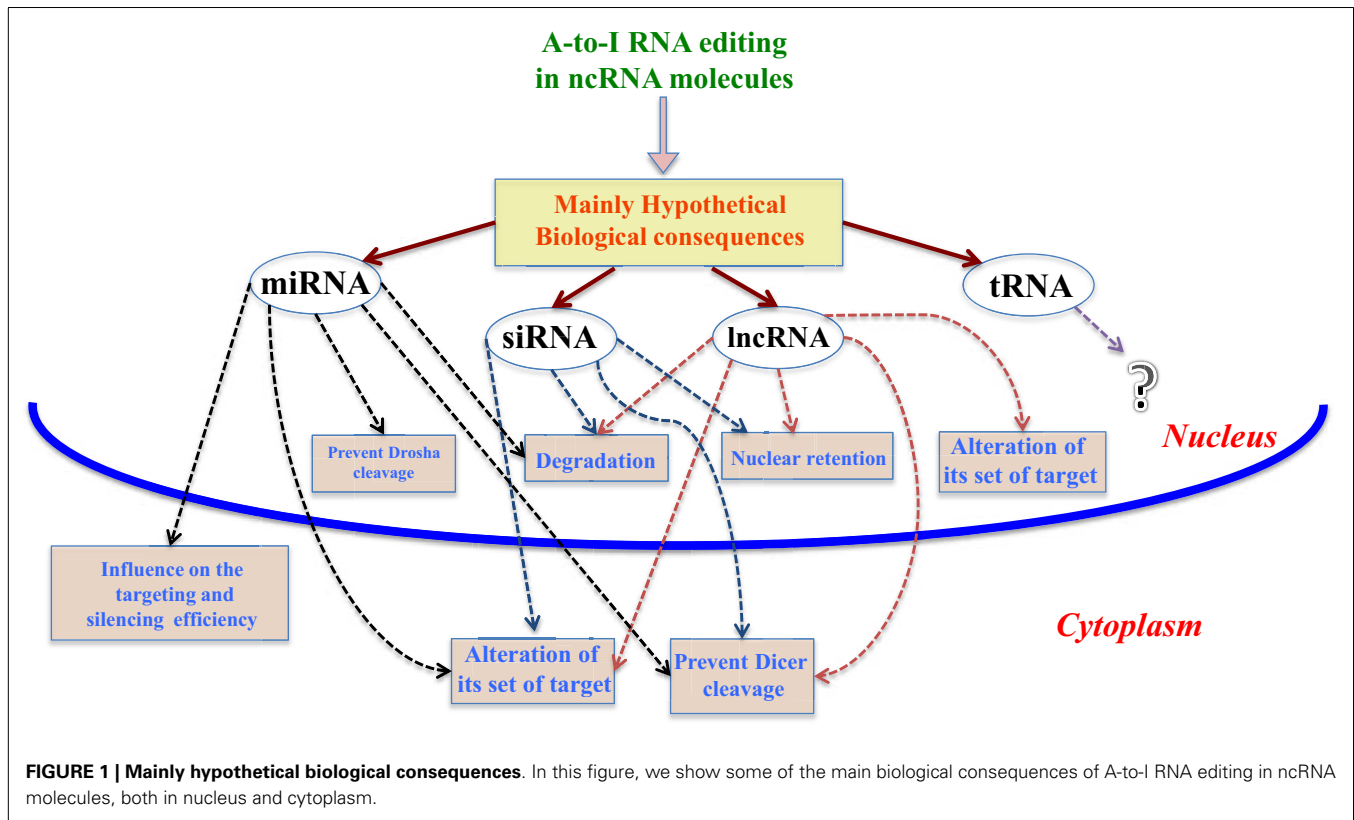 A-to-I RNA editing
in ncRNA molecules
Mainly Hypothetical
Biological consequences
miRNA
siRNA
lncRNA
tRNA
?
Prevent Drosha
cleavage
Degradation
Nuclear retention
Alteration of
its set of target
Nucleus
Influence on the
targeting and
silencing efficiency
Alteration of
its set of target
Prevent Dicer
cleavage
Cytoplasm
FIGURE 1 | Mainly hypothetical biological consequences. In this figure, we show some of the main biological consequences of A-to-I RNA editing in ncRNA
molecules, both in nucleus and cytoplasm.